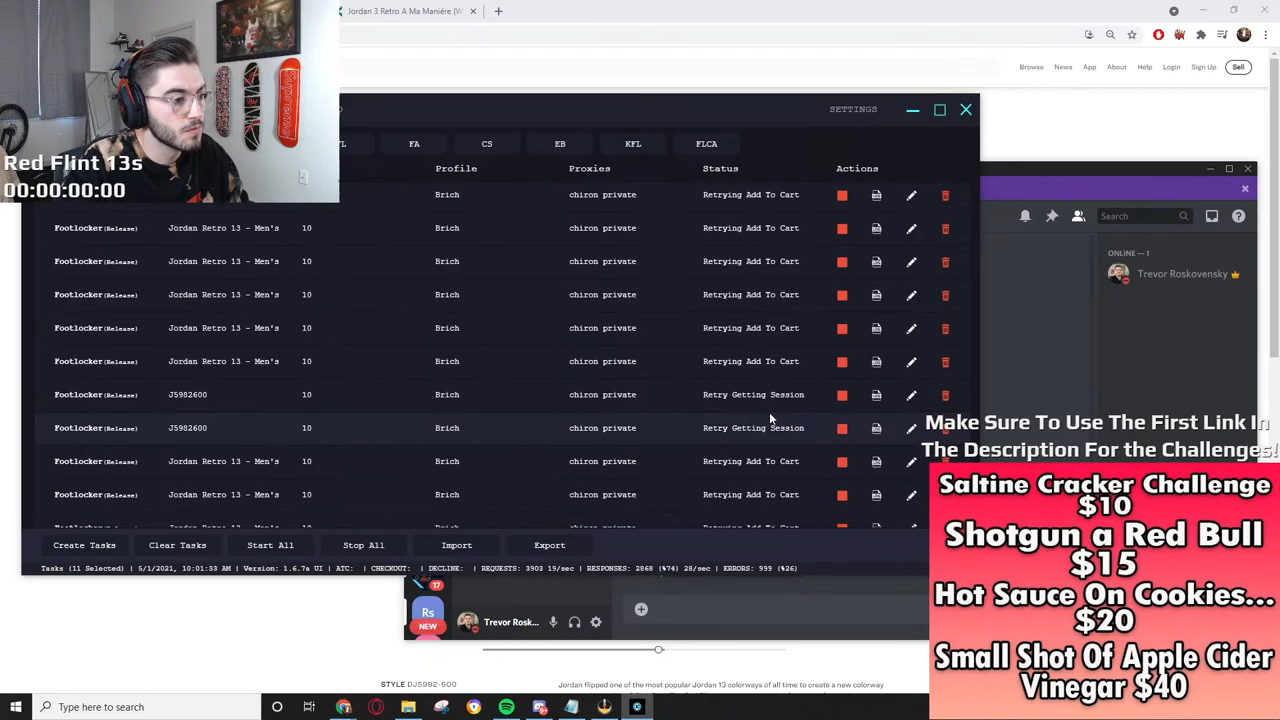 Jordan 3 Retro A Ma Maniére (W
Browse News App About Help Login Sign Up Sell
SETTINGS
FA CS EB KFL FLCA
Red Flint 13s
00:00:00:00
Profile Proxies Status Actions
Brich chiron private Retrying Add To Cart
Footlocker(Release) Jordan Retro 13 - Men's 10 Brich chiron private Retrying Add To Cart
Footlocker(Release) Jordan Retro 13 - Men's 10 Brich chiron private Retrying Add To Cart
Footlocker(Release) Jordan Retro 13 - Men's 10 Brich chiron private Retrying Add To Cart
Footlocker(Release) Jordan Retro 13 - Men's 10 Brich chiron private Retrying Add To Cart
Footlocker(Release) Jordan Retro 13 - Men's 10 Brich chiron private Retrying Add To Cart
Footlocker(Release) J5982600 10 Brich chiron private Retry Getting Session
Footlocker(Release) J5982600 10 Brich chiron private Retry Getting Session
Footlocker(Release) Jordan Retro 13 - Men's 10 Brich chiron private Retrying Add To Cart
Footlocker(Release) Jordan Retro 13 - Men's 10 Brich chiron private Retrying Add To Cart
Create Tasks Clear Tasks Start All Stop All Import Export
Tasks (11 Selected) | 5/1/2021, 10:01:33 AM | Version: 1.6.7a UI | ATC: | CHECKOUT: | DECLINE: | REQUESTS: 3903 19/sec | RESPONSES: 2868 (%74) 28/sec | ERRORS: 999 (%26)
Search
ONLINE — 1
Trevor Roskovensky
Make Sure To Use The First Link In
The Description For the Challenges!
Saltine Cracker Challenge
$10
Shotgun a Red Bull
$15
Hot Sauce On Cookies...
$20
Small Shot Of Apple Cider
Vinegar $40
17
Rs
NEW
Trevor Rosk...
STYLE DJ5982-600
Jordan flipped one of the most popular Jordan 13 colorways of all time to create a new colorway
Type here to search
Supreme